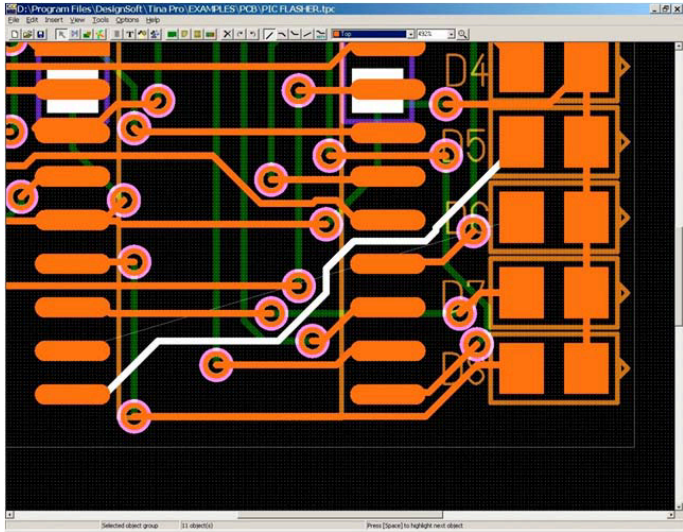 D:\Program Files\DesignSoft\Tina Pro\EXAMPLES\PCB\PIC FLASHER.tpc
File Edit Insert View Tools Options Help
Top 492%
D4
D5
D6
D7
D8
Selected object group 11 object(s) Press [Space] to highlight next object